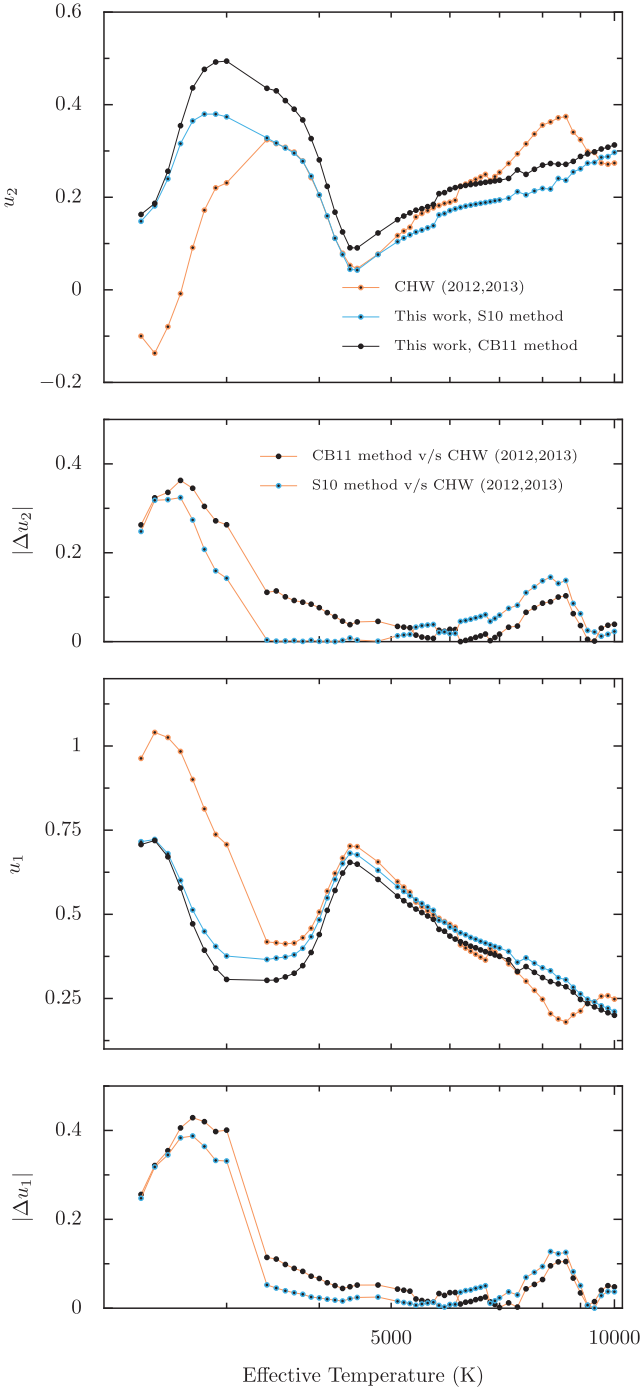 0.6
0.4
u2
0.2
0
CHW (2012,2013)
This work, S10 method
This work, CB11 method
−0.2
CB11 method v/s CHW (2012,2013)
0.4
S10 method v/s CHW (2012,2013)
|Δu2|
0.2
0
1
0.75
u1
0.5
0.25
0.4
|Δu1|
0.2
0
5000 10000
Effective Temperature (K)